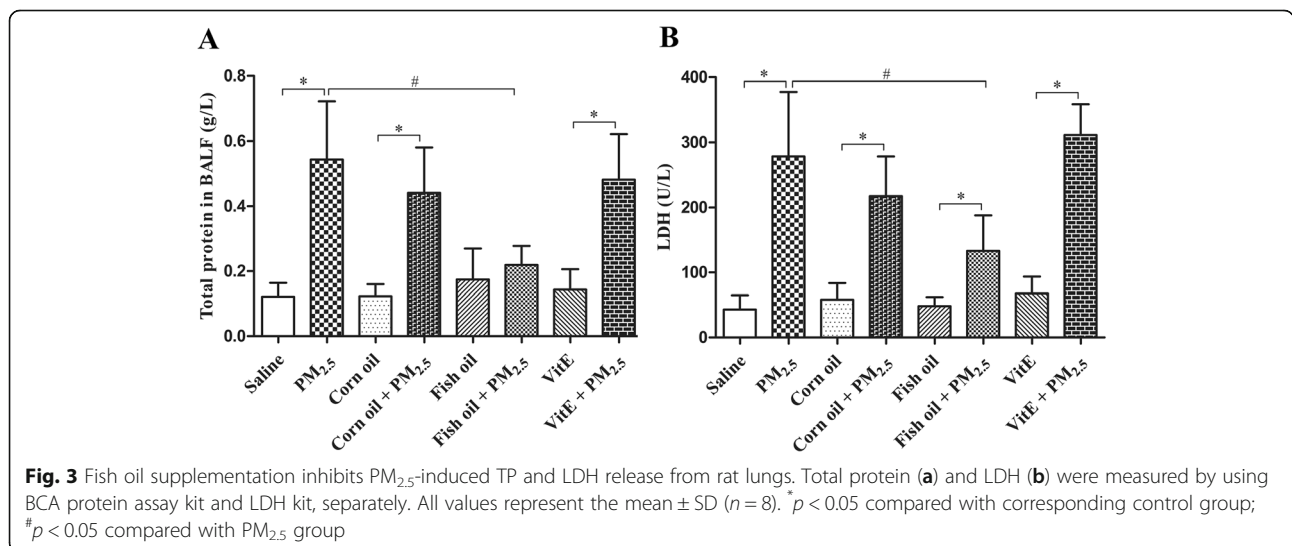 A
Total protein in BALF (g/L)
0.8
0.6
0.4
0.2
0.0
*
#
*
*
Saline
PM2.5
Corn oil
Corn oil + PM2.5
Fish oil
Fish oil + PM2.5
VitE
VitE + PM2.5
B
LDH (U/L)
400
300
200
100
0
*
#
*
*
*
Saline
PM2.5
Corn oil
Corn oil + PM2.5
Fish oil
Fish oil + PM2.5
VitE
VitE + PM2.5
Fig. 3 Fish oil supplementation inhibits PM2.5-induced TP and LDH release from rat lungs. Total protein (a) and LDH (b) were measured by using
BCA protein assay kit and LDH kit, separately. All values represent the mean ± SD (n = 8). *p < 0.05 compared with corresponding control group;
#p < 0.05 compared with PM2.5 group